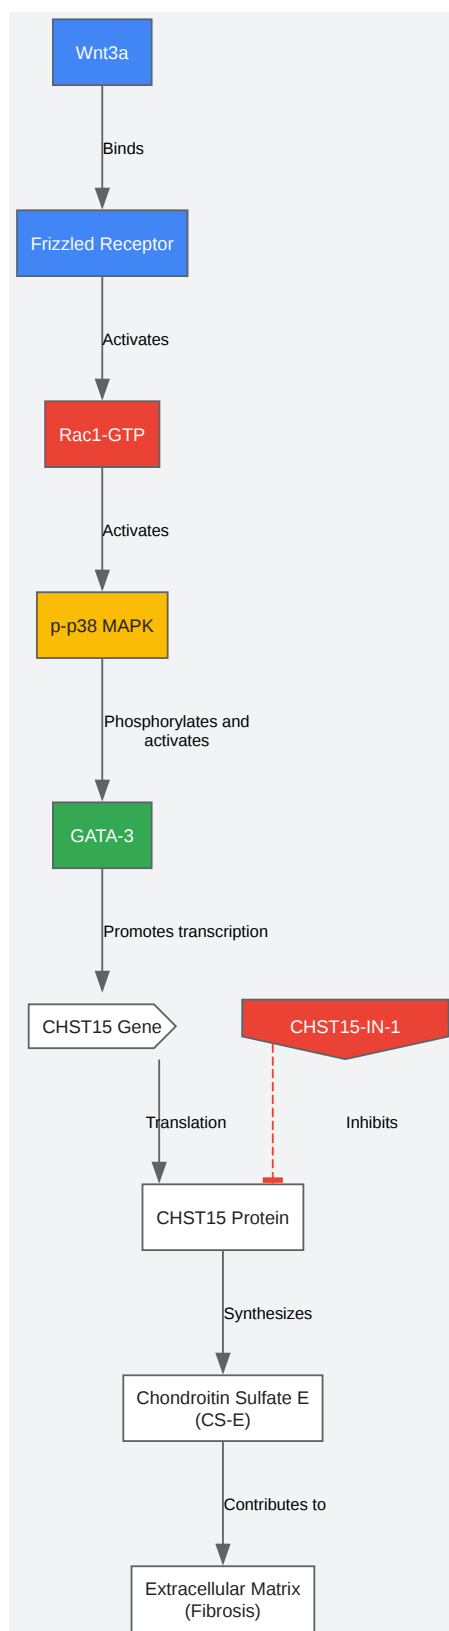 Wnt3a
Binds
Frizzled Receptor
Activates
Rac1-GTP
Activates
p-p38 MAPK
Phosphorylates and
activates
GATA-3
Promotes transcription
CHST15 Gene
CHST15-IN-1
Translation
Inhibits
CHST15 Protein
Synthesizes
Chondroitin Sulfate E
(CS-E)
Contributes to
Extracellular Matrix
(Fibrosis)